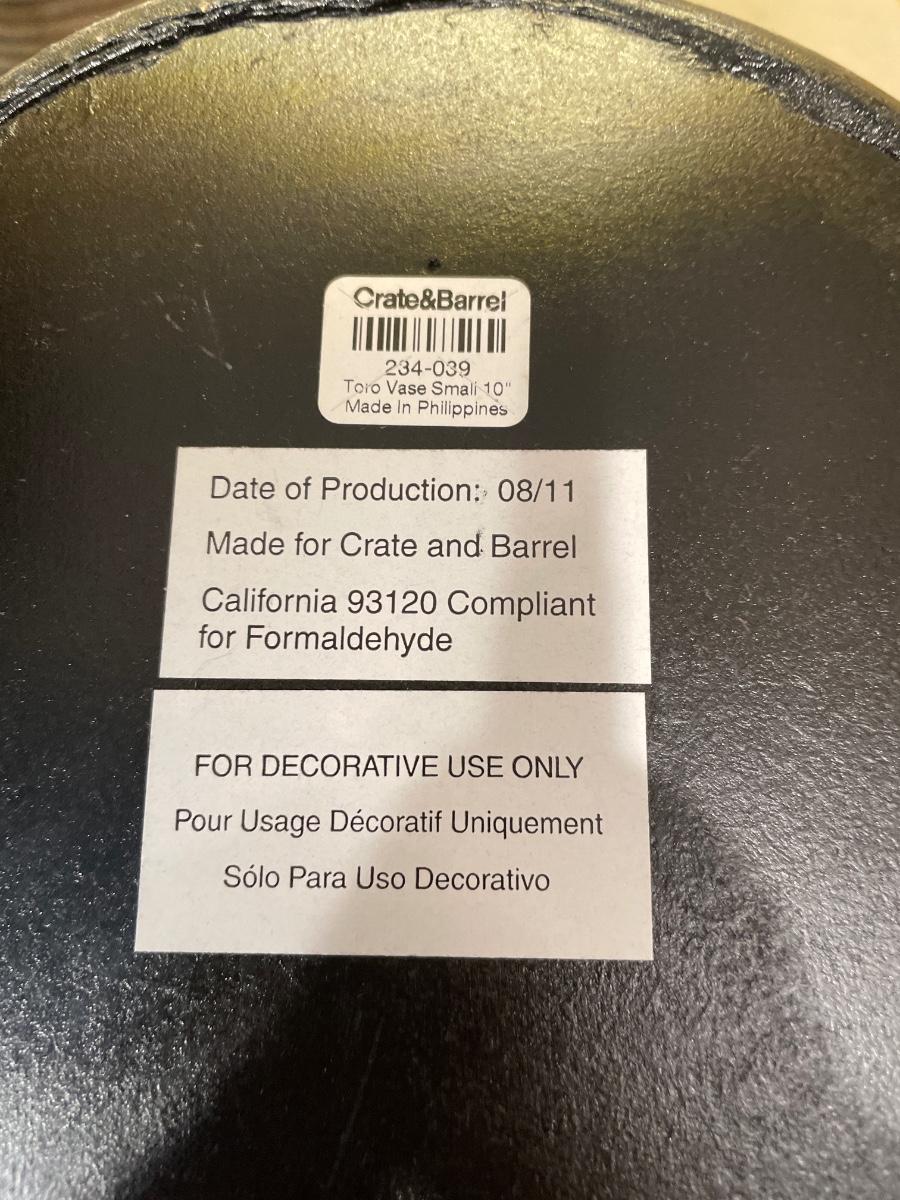 Crate&Barrel
234-039
Toro Vase Small 10"
Made In Philippines
Date of Production: 08/11
Made for Crate and Barrel
California 93120 Compliant
for Formaldehyde
FOR DECORATIVE USE ONLY
Pour Usage Décoratif Uniquement
Sólo Para Uso Decorativo